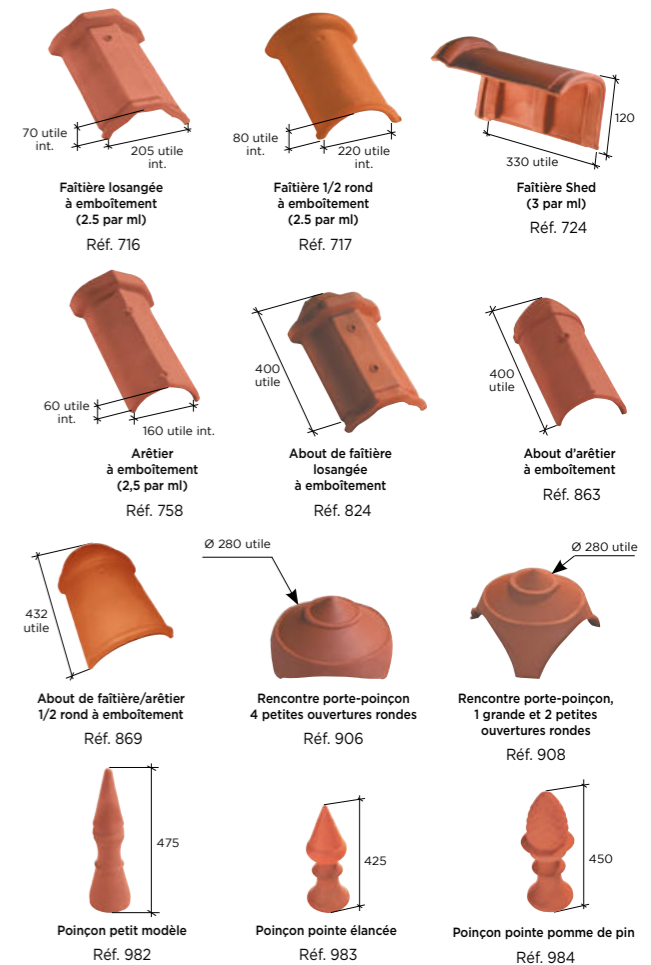 70 utile
int.
205 utile
int.
Faîtière losangée
à emboîtement
(2.5 par ml)
Réf. 716
80 utile
int.
220 utile
int.
Faîtière 1/2 rond
à emboîtement
(2.5 par ml)
Réf. 717
120
330 utile
Faîtière Shed
(3 par ml)
Réf. 724
60 utile
int.
160 utile int.
Arêtier
à emboîtement
(2,5 par ml)
Réf. 758
400
utile
About de faîtière
losangée
à emboîtement
Réf. 824
400
utile
About d'arêtier
à emboîtement
Réf. 863
432
utile
About de faîtière/arêtier
1/2 rond à emboîtement
Réf. 869
Ø 280 utile
Rencontre porte-poinçon
4 petites ouvertures rondes
Réf. 906
Ø 280 utile
Rencontre porte-poinçon,
1 grande et 2 petites
ouvertures rondes
Réf. 908
475
Poinçon petit modèle
Réf. 982
425
Poinçon pointe élancée
Réf. 983
450
Poinçon pointe pomme de pin
Réf. 984